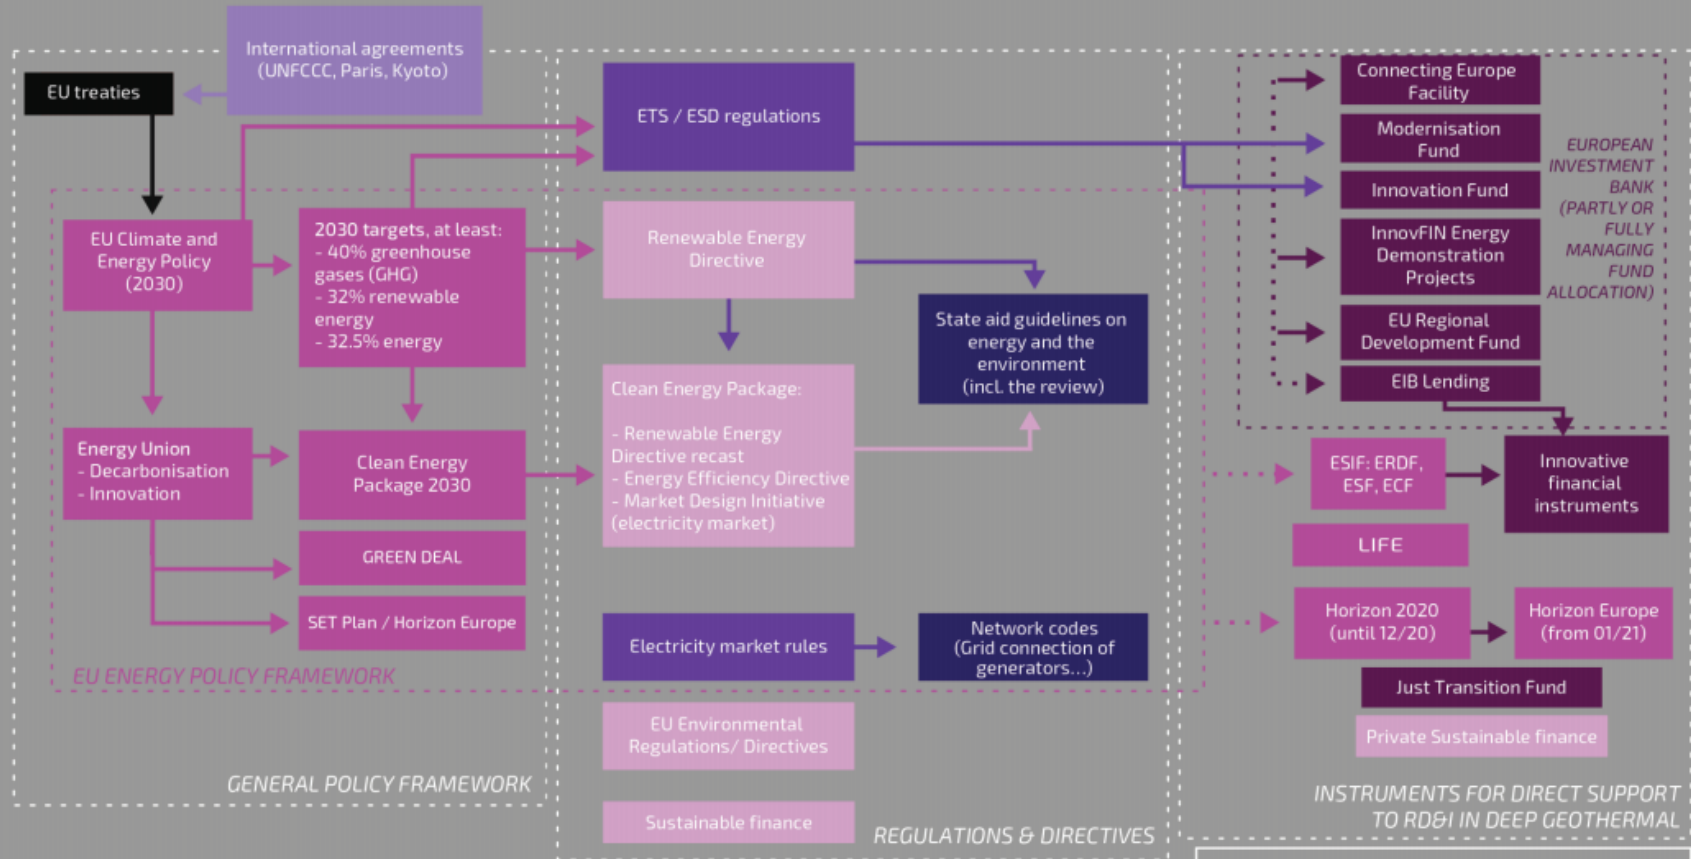 International agreements
(UNFCCC, Paris, Kyoto)
EU treaties
EU Climate and
Energy Policy
(2030)
2030 targets, at least:
- 40% greenhouse
gases (GHG)
- 32% renewable
energy
- 32.5% energy
Energy Union
- Decarbonisation
- Innovation
Clean Energy
Package 2030
GREEN DEAL
SET Plan / Horizon Europe
EU ENERGY POLICY FRAMEWORK
GENERAL POLICY FRAMEWORK
ETS / ESD regulations
Renewable Energy
Directive
State aid guidelines on
energy and the
environment
(incl. the review)
Clean Energy Package:
- Renewable Energy
Directive recast
- Energy Efficiency Directive
- Market Design Initiative
(electricity market)
Electricity market rules
Network codes
(Grid connection of
generators...)
EU Environmental
Regulations/ Directives
Sustainable finance
REGULATIONS & DIRECTIVES
Connecting Europe
Facility
Modernisation
Fund
Innovation Fund
InnovFIN Energy
Demonstration
Projects
EU Regional
Development Fund
EIB Lending
EUROPEAN
INVESTMENT
BANK
(PARTLY OR
FULLY
MANAGING
FUND
ALLOCATION)
ESIF: ERDF,
ESF, ECF
Innovative
financial
instruments
LIFE
Horizon 2020
(until 12/20)
Horizon Europe
(from 01/21)
Just Transition Fund
Private Sustainable finance
INSTRUMENTS FOR DIRECT SUPPORT
TO RD&I IN DEEP GEOTHERMAL